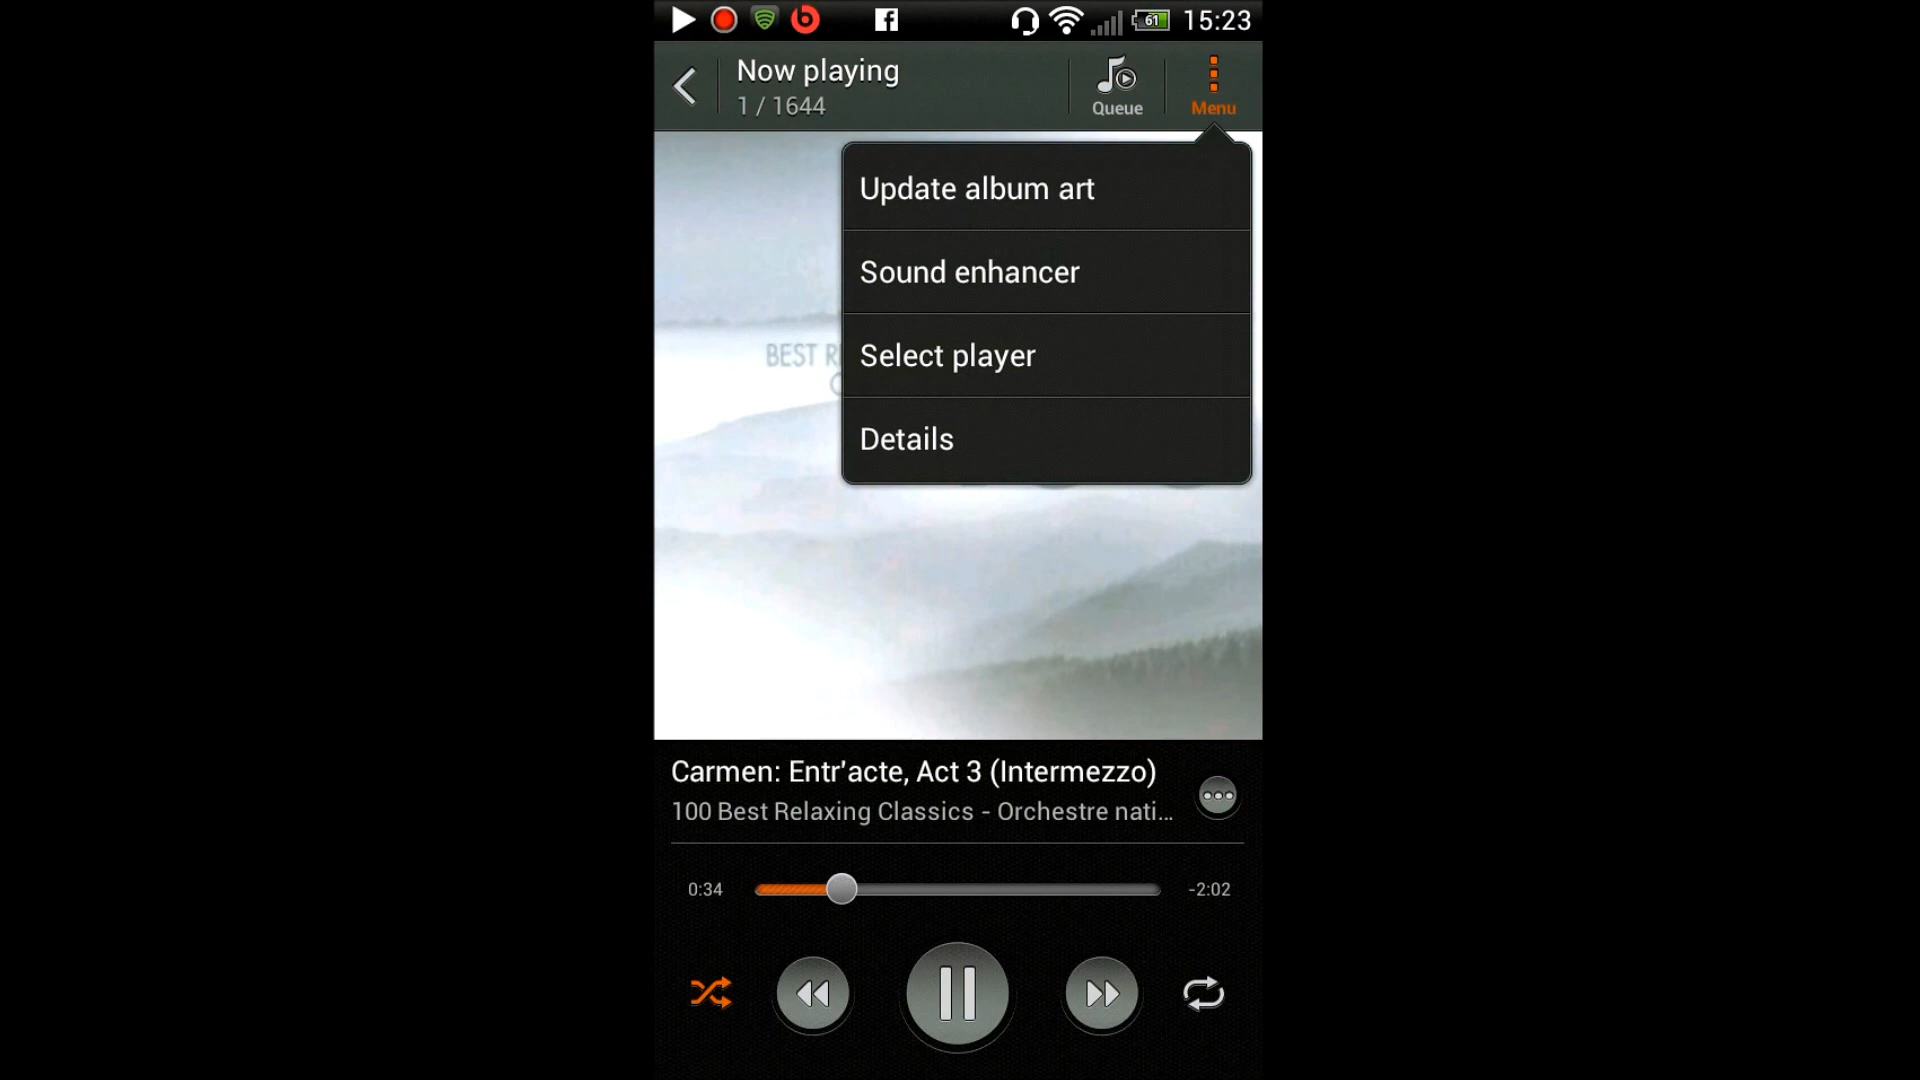 61 15:23
Now playing
1 / 1644
Queue
Menu
Update album art
Sound enhancer
BEST
Select player
Details
Carmen: Entr'acte, Act 3 (Intermezzo)
100 Best Relaxing Classics - Orchestre nati...
0:34
-2:02